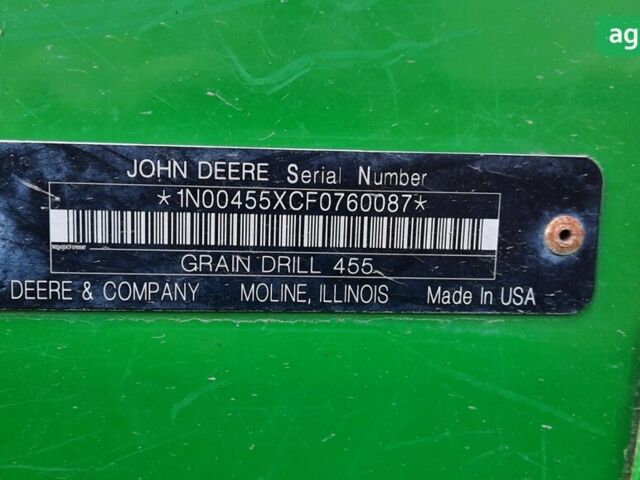 ag
JOHN DEERE Serial Number
*1N00455XCF0760087*
GRAIN DRILL 455
DEERE & COMPANY MOLINE, ILLINOIS Made In USA